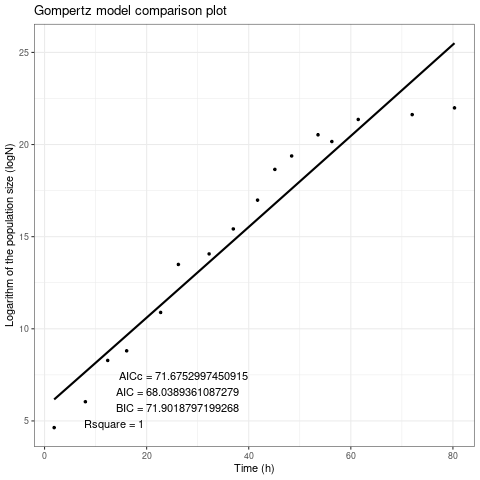 Gompertz model comparison plot
Logarithm of the population size (logN)
25
20
15
10
5
AICc = 71.6752997450915
AIC = 68.0389361087279
BIC = 71.9018797199268
Rsquare = 1
0
20
40
60
80
Time (h)